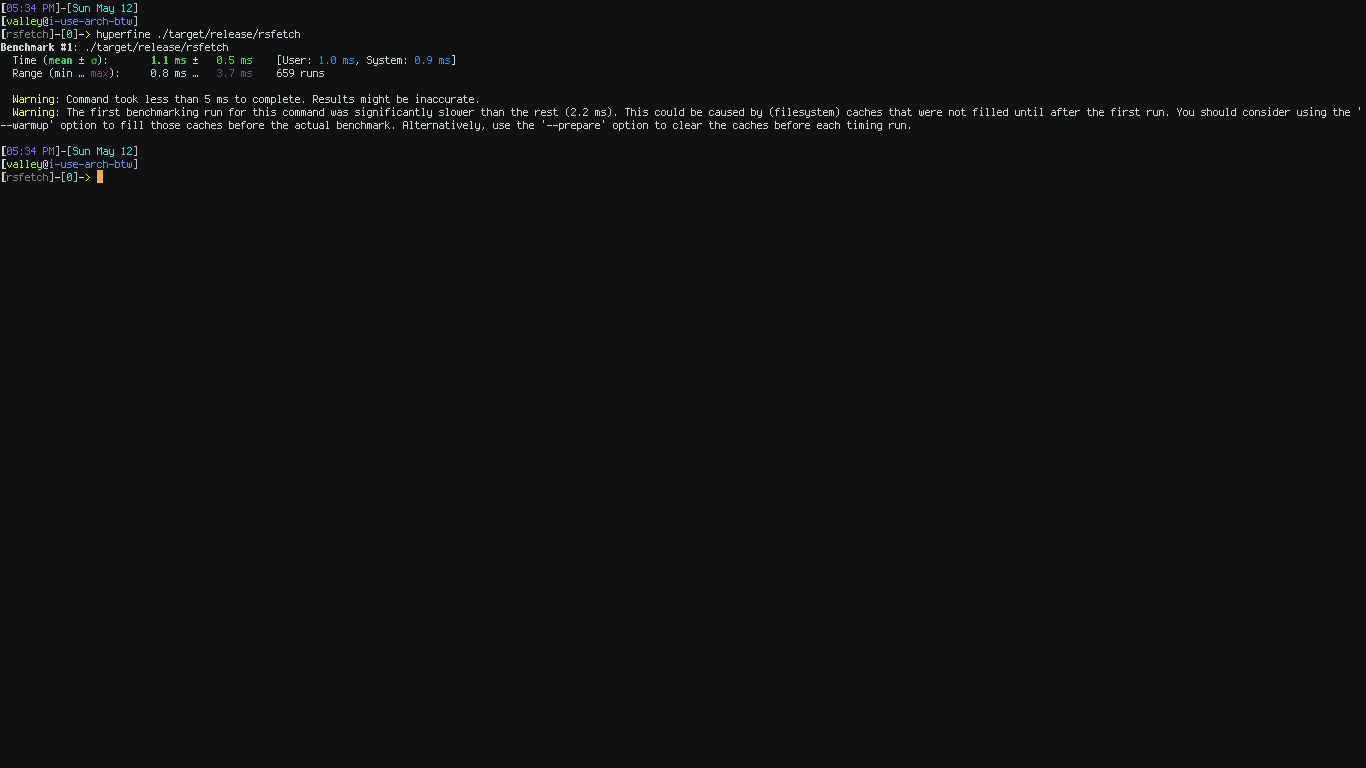 [05:34 PM]-[Sun May 12]
[valley@i-use-arch-btw]
[rsfetch]-[0]-> hyperfine ./target/release/rsfetch
Benchmark #1: ./target/release/rsfetch
  Time (mean ± σ):       1.1 ms ±   0.5 ms    [User: 1.0 ms, System: 0.9 ms]
  Range (min … max):     0.8 ms …   3.7 ms    659 runs

  Warning: Command took less than 5 ms to complete. Results might be inaccurate.
  Warning: The first benchmarking run for this command was significantly slower than the rest (2.2 ms). This could be caused by (filesystem) caches that were not filled until after the first run. You should consider using the '
--warmup' option to fill those caches before the actual benchmark. Alternatively, use the '--prepare' option to clear the caches before each timing run.

[05:34 PM]-[Sun May 12]
[valley@i-use-arch-btw]
[rsfetch]-[0]->